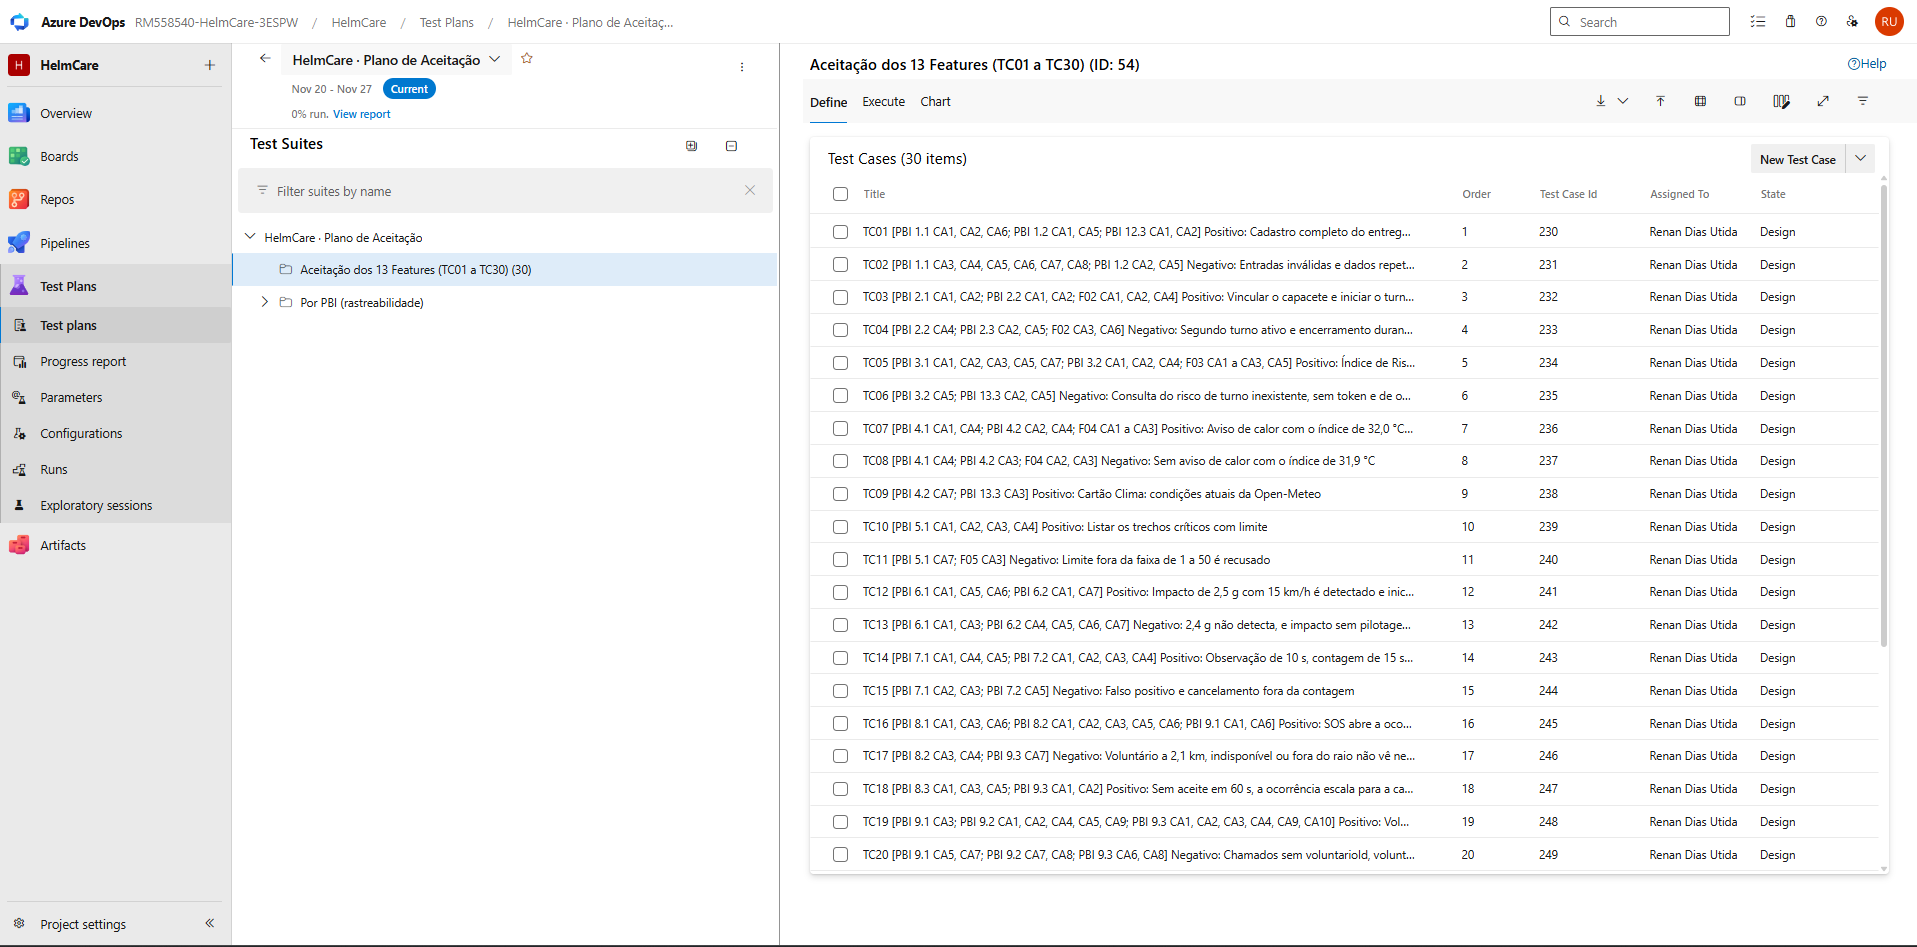 Azure DevOps RM558540-HelmCare-3ESPW / HelmCare / Test Plans / HelmCare · Plano de Aceitaç...
Search
RU
H HelmCare
Overview
Boards
Repos
Pipelines
Test Plans
Test plans
Progress report
Parameters
Configurations
Runs
Exploratory sessions
Artifacts
Project settings
HelmCare · Plano de Aceitação
Nov 20 - Nov 27 Current
0% run. View report
Test Suites
Filter suites by name
HelmCare · Plano de Aceitação
Aceitação dos 13 Features (TC01 a TC30) (30)
Por PBI (rastreabilidade)
Aceitação dos 13 Features (TC01 a TC30) (ID: 54)
Help
Define Execute Chart
Test Cases (30 items)
New Test Case
Title Order Test Case Id Assigned To State
TC01 [PBI 1.1 CA1, CA2, CA6; PBI 1.2 CA1, CA5; PBI 12.3 CA1, CA2] Positivo: Cadastro completo do entreg... 1 230 Renan Dias Utida Design
TC02 [PBI 1.1 CA3, CA4, CA5, CA6, CA7, CA8; PBI 1.2 CA2, CA5] Negativo: Entradas inválidas e dados repet... 2 231 Renan Dias Utida Design
TC03 [PBI 2.1 CA1, CA2; PBI 2.2 CA1, CA2; F02 CA1, CA2, CA4] Positivo: Vincular o capacete e iniciar o turn... 3 232 Renan Dias Utida Design
TC04 [PBI 2.2 CA4; PBI 2.3 CA2, CA5; F02 CA3, CA6] Negativo: Segundo turno ativo e encerramento duran... 4 233 Renan Dias Utida Design
TC05 [PBI 3.1 CA1, CA2, CA3, CA5, CA7; PBI 3.2 CA1, CA2, CA4; F03 CA1 a CA3, CA5] Positivo: Índice de Ris... 5 234 Renan Dias Utida Design
TC06 [PBI 3.2 CA5; PBI 13.3 CA2, CA5] Negativo: Consulta do risco de turno inexistente, sem token e de o... 6 235 Renan Dias Utida Design
TC07 [PBI 4.1 CA1, CA4; PBI 4.2 CA2, CA4; F04 CA1 a CA3] Positivo: Aviso de calor com o índice de 32,0 °C... 7 236 Renan Dias Utida Design
TC08 [PBI 4.1 CA4; PBI 4.2 CA3; F04 CA2, CA3] Negativo: Sem aviso de calor com o índice de 31,9 °C 8 237 Renan Dias Utida Design
TC09 [PBI 4.2 CA7; PBI 13.3 CA3] Positivo: Cartão Clima: condições atuais da Open-Meteo 9 238 Renan Dias Utida Design
TC10 [PBI 5.1 CA1, CA2, CA3, CA4] Positivo: Listar os trechos críticos com limite 10 239 Renan Dias Utida Design
TC11 [PBI 5.1 CA7; F05 CA3] Negativo: Limite fora da faixa de 1 a 50 é recusado 11 240 Renan Dias Utida Design
TC12 [PBI 6.1 CA1, CA5, CA6; PBI 6.2 CA1, CA7] Positivo: Impacto de 2,5 g com 15 km/h é detectado e inic... 12 241 Renan Dias Utida Design
TC13 [PBI 6.1 CA1, CA3; PBI 6.2 CA4, CA5, CA6, CA7] Negativo: 2,4 g não detecta, e impacto sem pilotage... 13 242 Renan Dias Utida Design
TC14 [PBI 7.1 CA1, CA4, CA5; PBI 7.2 CA1, CA2, CA3, CA4] Positivo: Observação de 10 s, contagem de 15 s... 14 243 Renan Dias Utida Design
TC15 [PBI 7.1 CA2, CA3; PBI 7.2 CA5] Negativo: Falso positivo e cancelamento fora da contagem 15 244 Renan Dias Utida Design
TC16 [PBI 8.1 CA1, CA3, CA6; PBI 8.2 CA1, CA2, CA3, CA5, CA6; PBI 9.1 CA1, CA6] Positivo: SOS abre a oco... 16 245 Renan Dias Utida Design
TC17 [PBI 8.2 CA3, CA4; PBI 9.3 CA7] Negativo: Voluntário a 2,1 km, indisponível ou fora do raio não vê ne... 17 246 Renan Dias Utida Design
TC18 [PBI 8.3 CA1, CA3, CA5; PBI 9.3 CA1, CA2] Positivo: Sem aceite em 60 s, a ocorrência escala para a ca... 18 247 Renan Dias Utida Design
TC19 [PBI 9.1 CA3; PBI 9.2 CA1, CA2, CA4, CA5, CA9; PBI 9.3 CA1, CA2, CA3, CA4, CA9, CA10] Positivo: Vol... 19 248 Renan Dias Utida Design
TC20 [PBI 9.1 CA5, CA7; PBI 9.2 CA7, CA8; PBI 9.3 CA6, CA8] Negativo: Chamados sem voluntarioId, volunt... 20 249 Renan Dias Utida Design